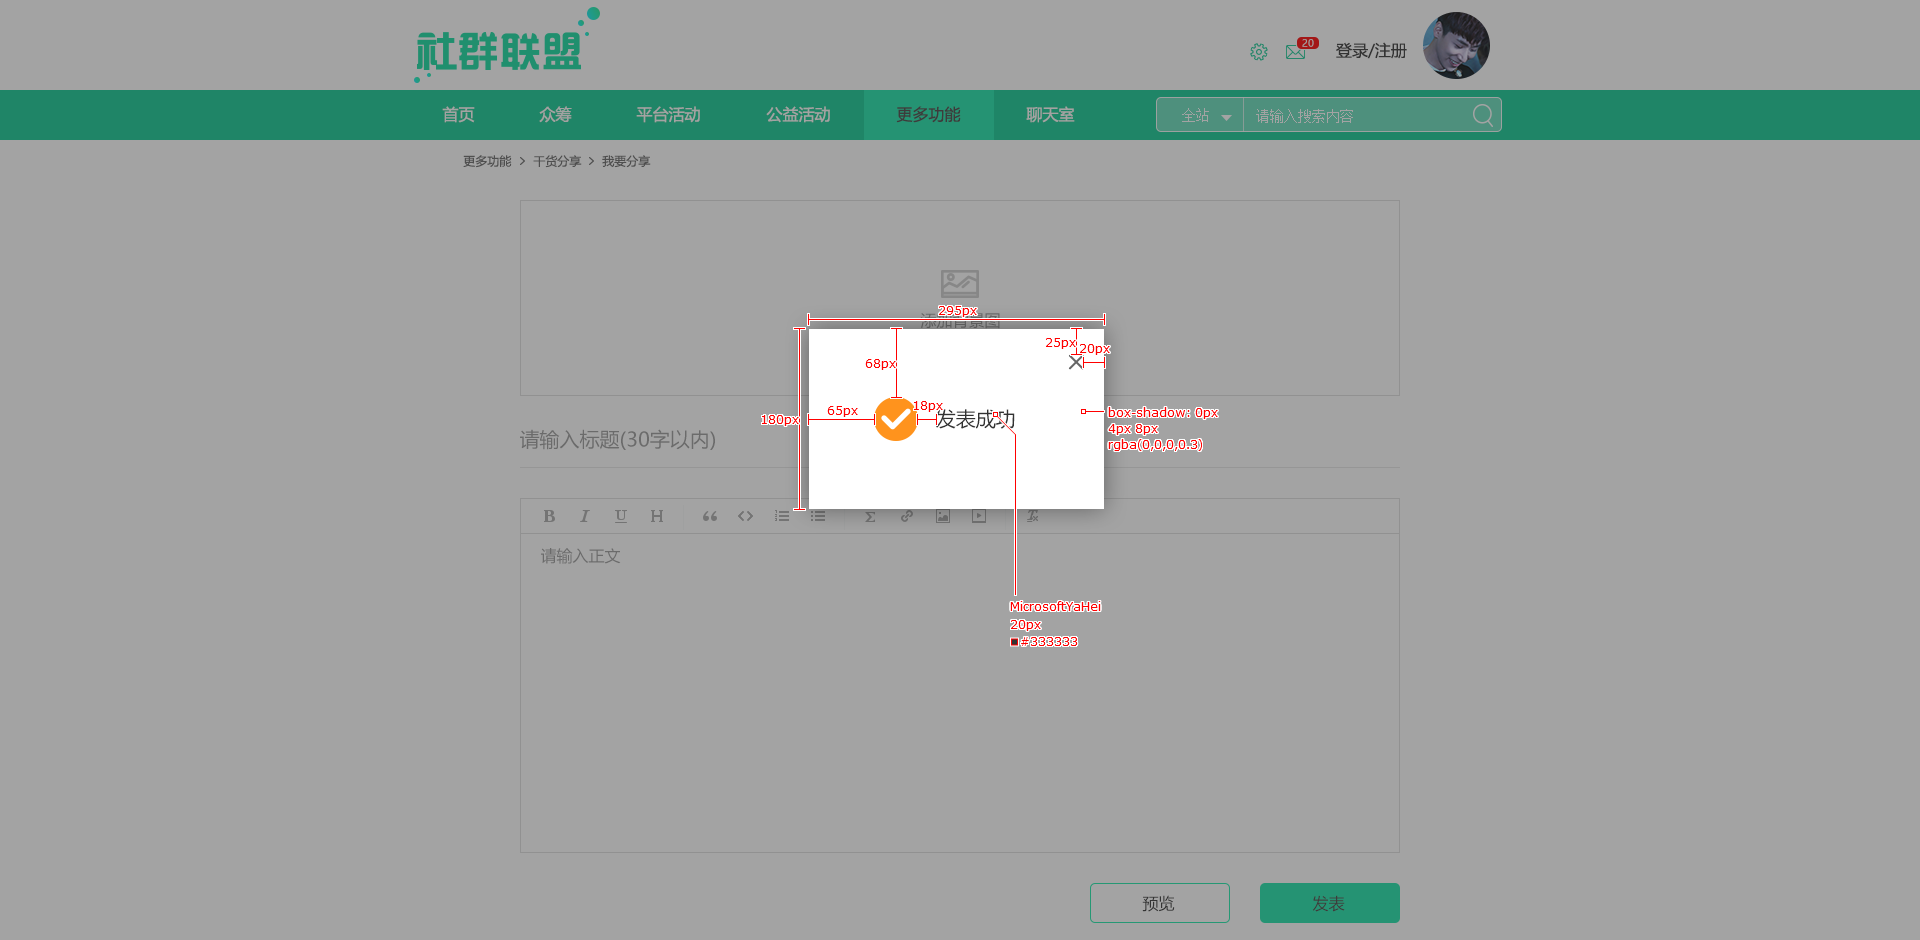 社群联盟
20
登录/注册
首页
众筹
平台活动
公益活动
更多功能
聊天室
全站
请输入搜索内容
更多功能 > 干货分享 > 我要分享
295px
添加背景图
25px
20px
68px
65px
18px
180px
发表成功
box-shadow: 0px
4px 8px
rgba(0,0,0,0.3)
请输入标题(30字以内)
B I U H
请输入正文
MicrosoftYaHei
20px
#333333
预览
发表